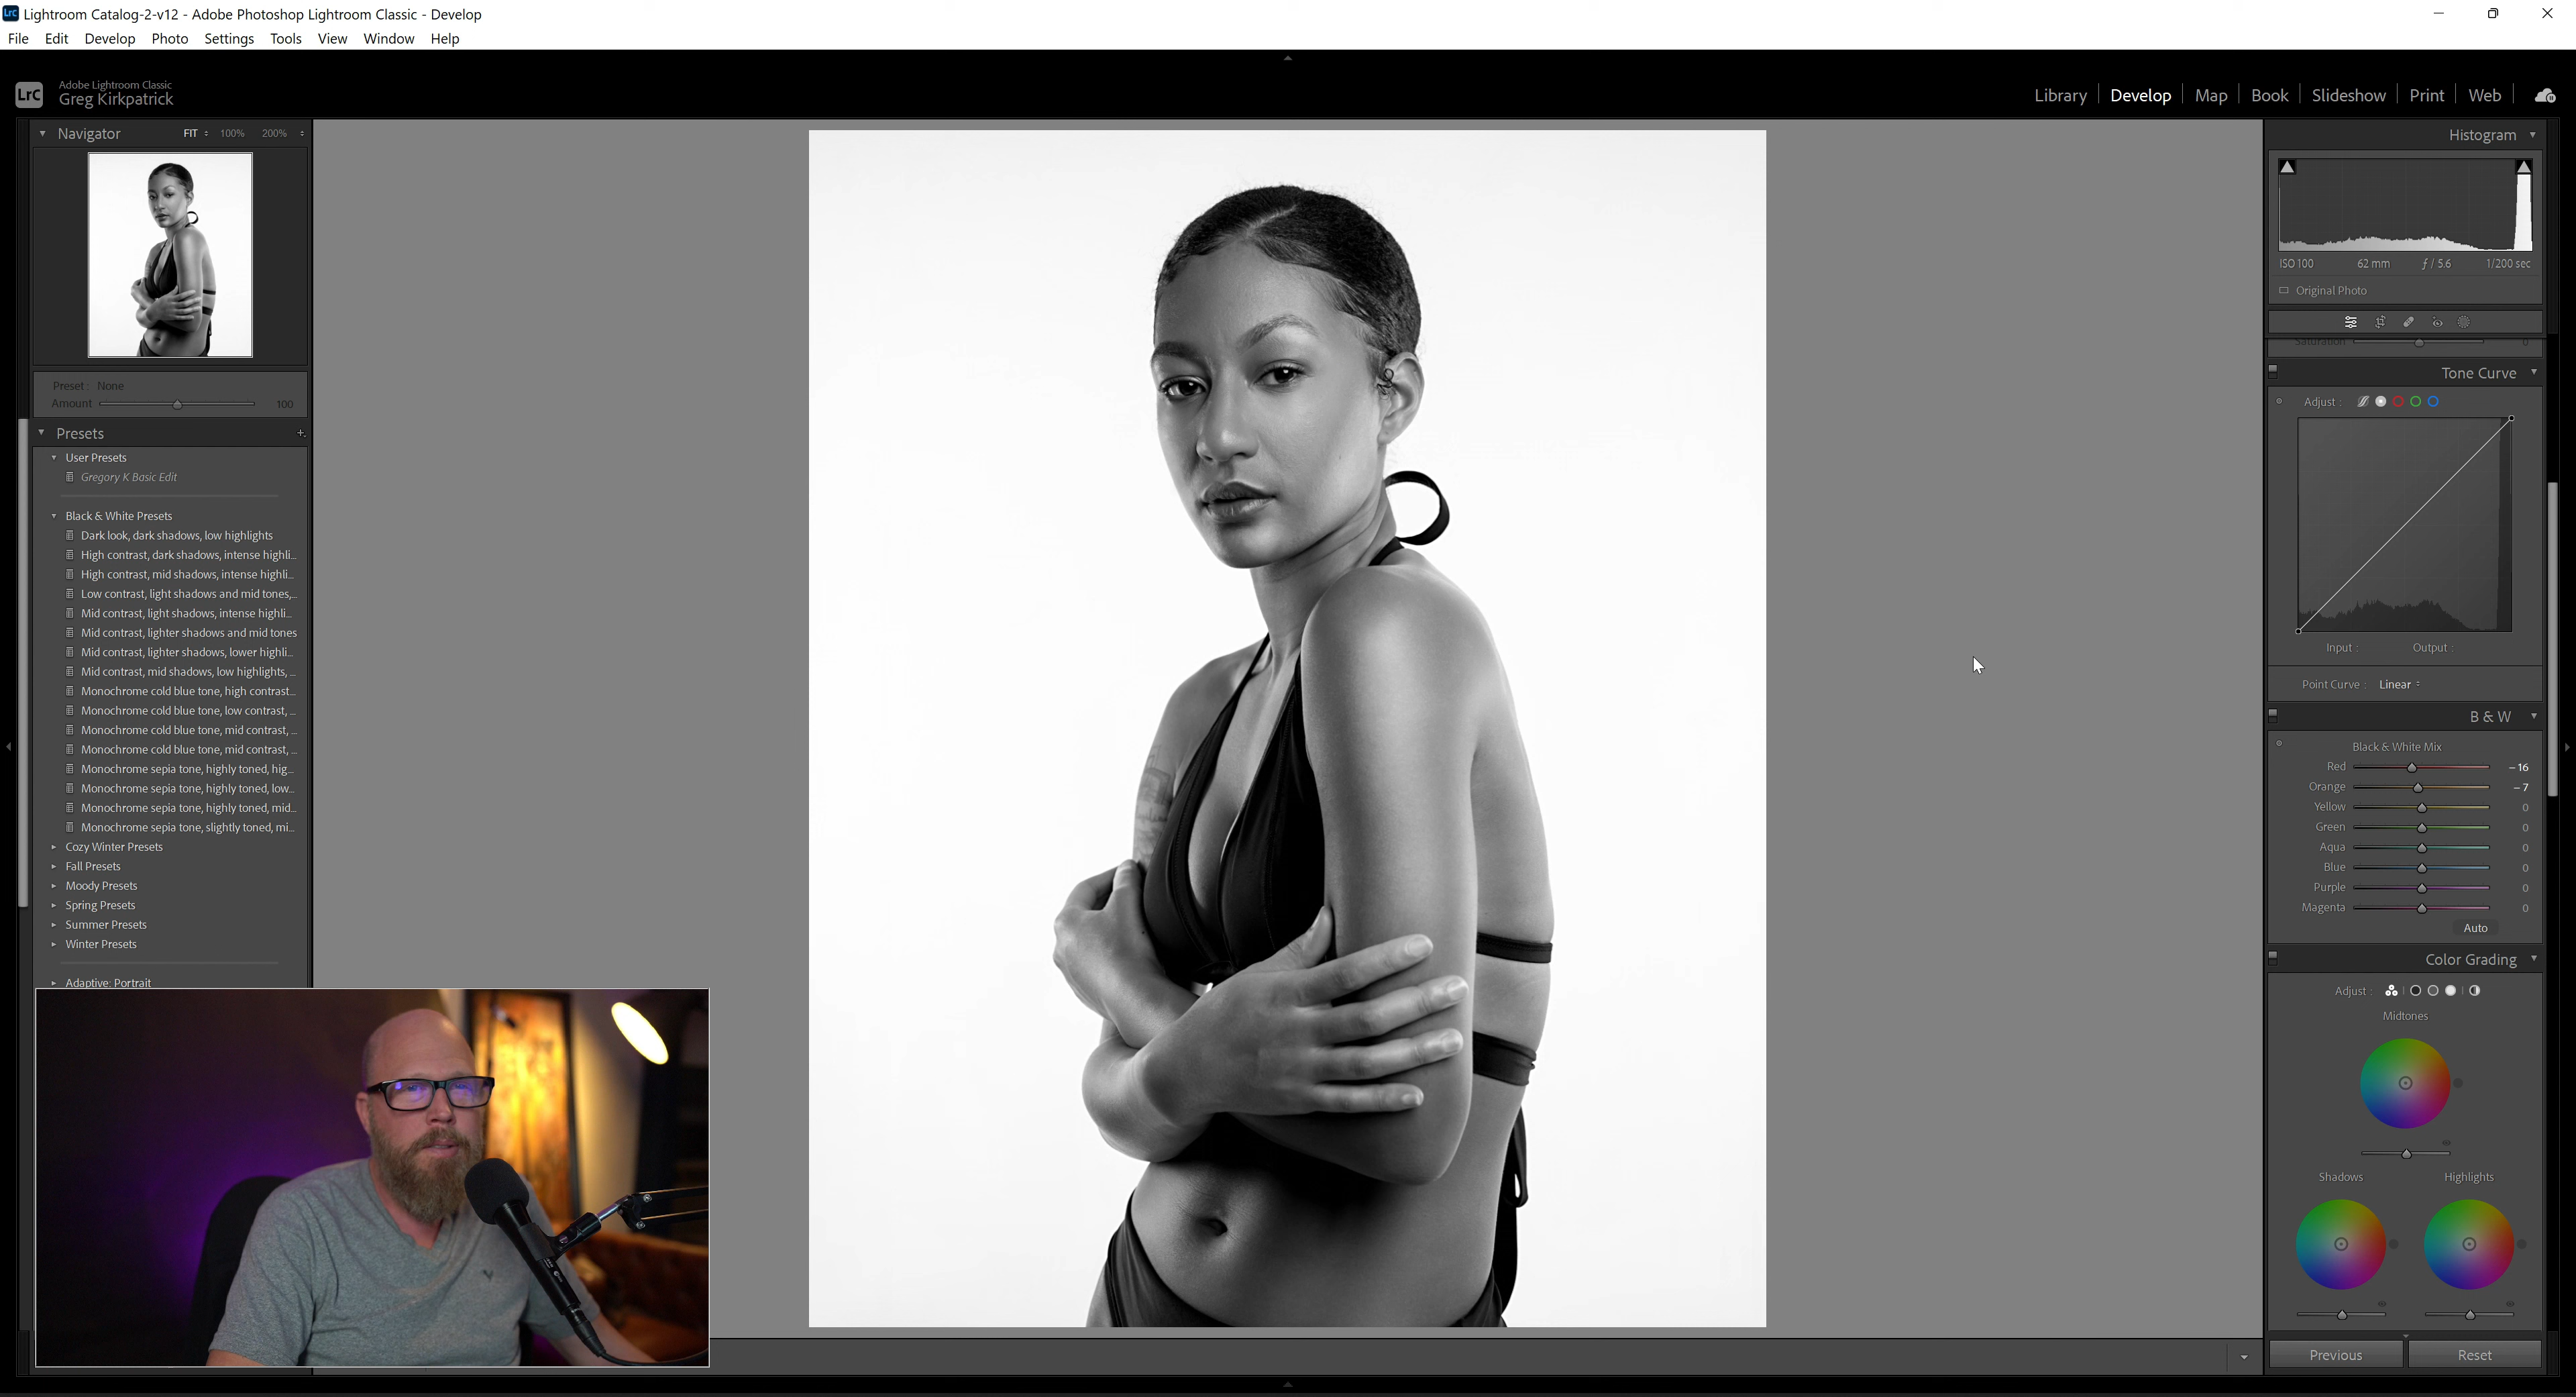 Lightroom Catalog-2-v12 - Adobe Photoshop Lightroom Classic - Develop
File Edit Develop Photo Settings Tools View Window Help
LrC
Adobe Lightroom Classic
Greg Kirkpatrick
Library Develop Map Book Slideshow Print Web
Navigator FIT 100% 200%
Preset : None
Amount 100
Presets
User Presets
Gregory K Basic Edit
Black & White Presets
Dark look, dark shadows, low highlights
High contrast, dark shadows, intense highli...
High contrast, mid shadows, intense highli...
Low contrast, light shadows and mid tones,...
Mid contrast, light shadows, intense highli...
Mid contrast, lighter shadows and mid tones
Mid contrast, lighter shadows, lower highli...
Mid contrast, mid shadows, low highlights, ...
Monochrome cold blue tone, high contrast...
Monochrome cold blue tone, low contrast, ...
Monochrome cold blue tone, mid contrast, ...
Monochrome cold blue tone, mid contrast, ...
Monochrome sepia tone, highly toned, hig...
Monochrome sepia tone, highly toned, low...
Monochrome sepia tone, highly toned, mid...
Monochrome sepia tone, slightly toned, mi...
Cozy Winter Presets
Fall Presets
Moody Presets
Spring Presets
Summer Presets
Winter Presets
Adaptive: Portrait
Histogram
ISO 100 62 mm ƒ / 5.6 1/200 sec
Original Photo
Saturation 0
Tone Curve
Adjust :
Input : Output :
Point Curve : Linear
B & W
Black & White Mix
Red – 16
Orange – 7
Yellow 0
Green 0
Aqua 0
Blue 0
Purple 0
Magenta 0
Auto
Color Grading
Adjust :
Midtones
Shadows Highlights
Previous Reset